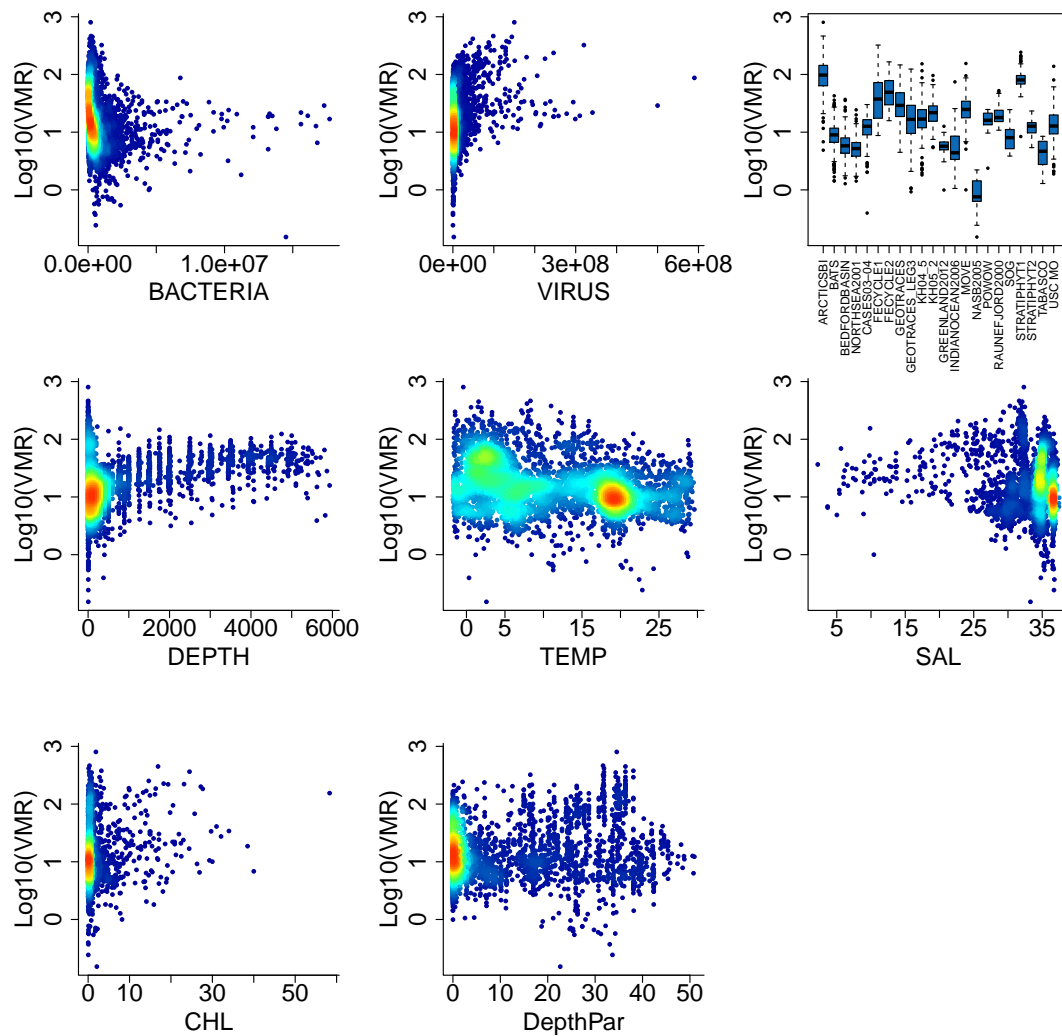 Log10(VMR)
3
2
1
0
0.0e+00
1.0e+07
BACTERIA
Log10(VMR)
3
2
1
0
0e+00
3e+08
6e+08
VIRUS
Log10(VMR)
3
2
1
0
ARCTICSBI
BATS
BEDFORDBASIN
NORTHSEA2001
CASES03-04
FECYCLE1
FECYCLE2
GEOTRACES
GEOTRACES_LEG3
KH04_5
KH05_2
GREENLAND2012
INDIANOCEAN2006
MOVE
NASB2005
POWOW
RAUNEFJORD2000
SOG
STRATIPHYT1
STRATIPHYT2
TABASCO
USC MO
Log10(VMR)
3
2
1
0
0
2000
4000
6000
DEPTH
Log10(VMR)
3
2
1
0
0
5
15
25
TEMP
Log10(VMR)
3
2
1
0
5
15
25
35
SAL
Log10(VMR)
3
2
1
0
0
10
30
50
CHL
Log10(VMR)
3
2
1
0
0
10
20
30
40
50
DepthPar